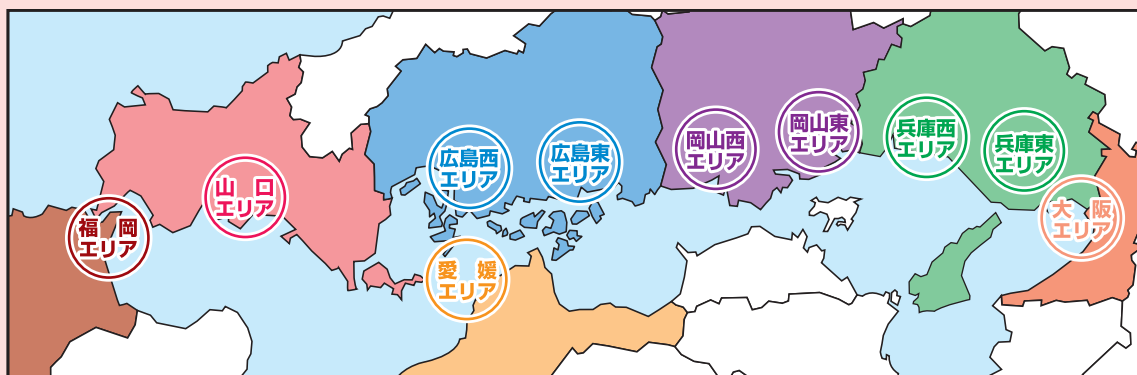 福　岡
エリア
山　口
エリア
広島西
エリア
広島東
エリア
愛　媛
エリア
岡山西
エリア
岡山東
エリア
兵庫西
エリア
兵庫東
エリア
大　阪
エリア